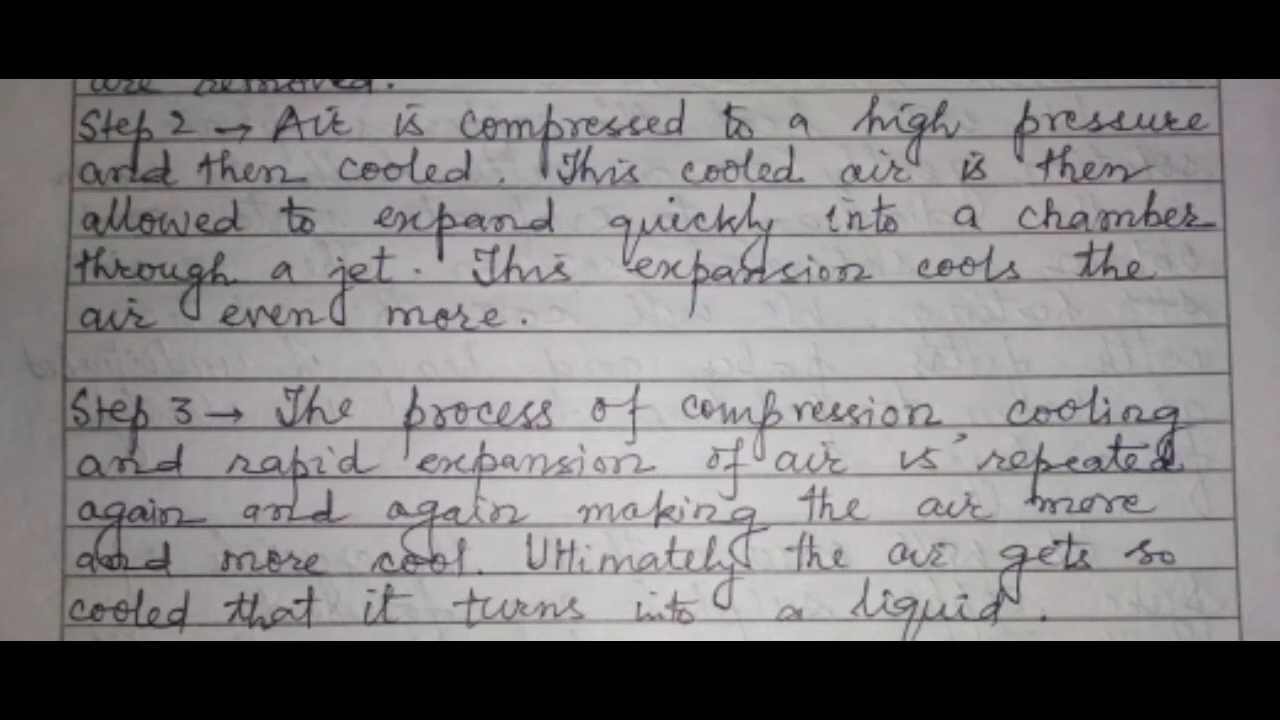 are removed.
Step 2 → Air is compressed to a high pressure
and then cooled. This cooled air is then
allowed to expand quickly into a chamber
through a jet. This expansion cools the
air even more.
Step 3 → The process of compression cooling
and rapid expansion of air is repeated
again and again making the air more
and more cool. Ultimately the air gets so
cooled that it turns into a liquid.